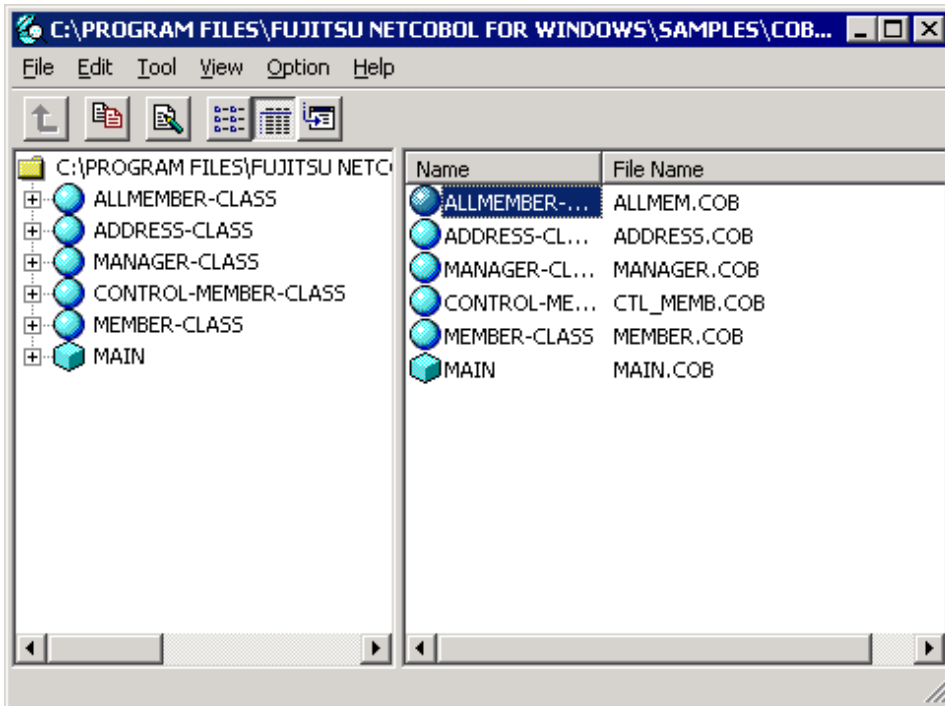 C:\PROGRAM FILES\FUJITSU NETCOBOL FOR WINDOWS\SAMPLES\COB...
File Edit Tool View Option Help
C:\PROGRAM FILES\FUJITSU NETC
ALLMEMBER-CLASS
ADDRESS-CLASS
MANAGER-CLASS
CONTROL-MEMBER-CLASS
MEMBER-CLASS
MAIN
Name File Name
ALLMEMBER-... ALLMEM.COB
ADDRESS-CL... ADDRESS.COB
MANAGER-CL... MANAGER.COB
CONTROL-ME... CTL_MEMB.COB
MEMBER-CLASS MEMBER.COB
MAIN MAIN.COB